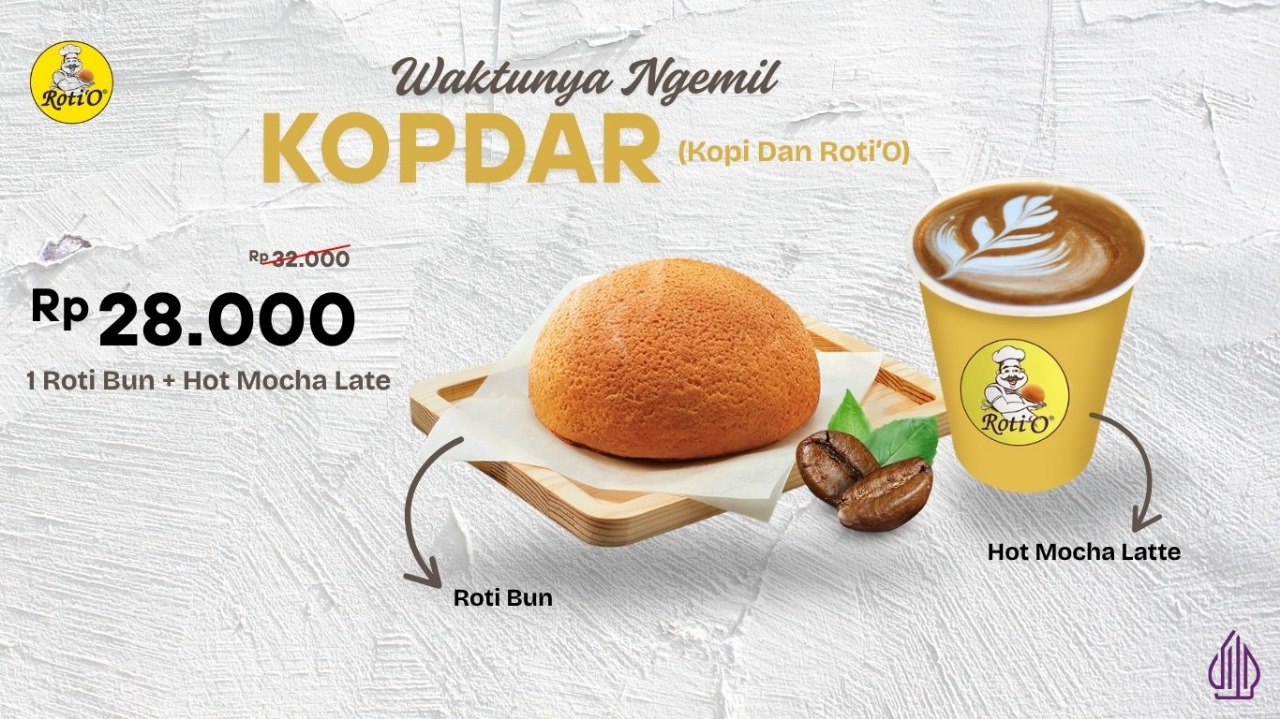 Roti'O®
Waktunya Ngemil
KOPDAR (Kopi Dan Roti'O)
Rp 32.000
Rp 28.000
1 Roti Bun + Hot Mocha Late
Roti'O®
Hot Mocha Latte
Roti Bun